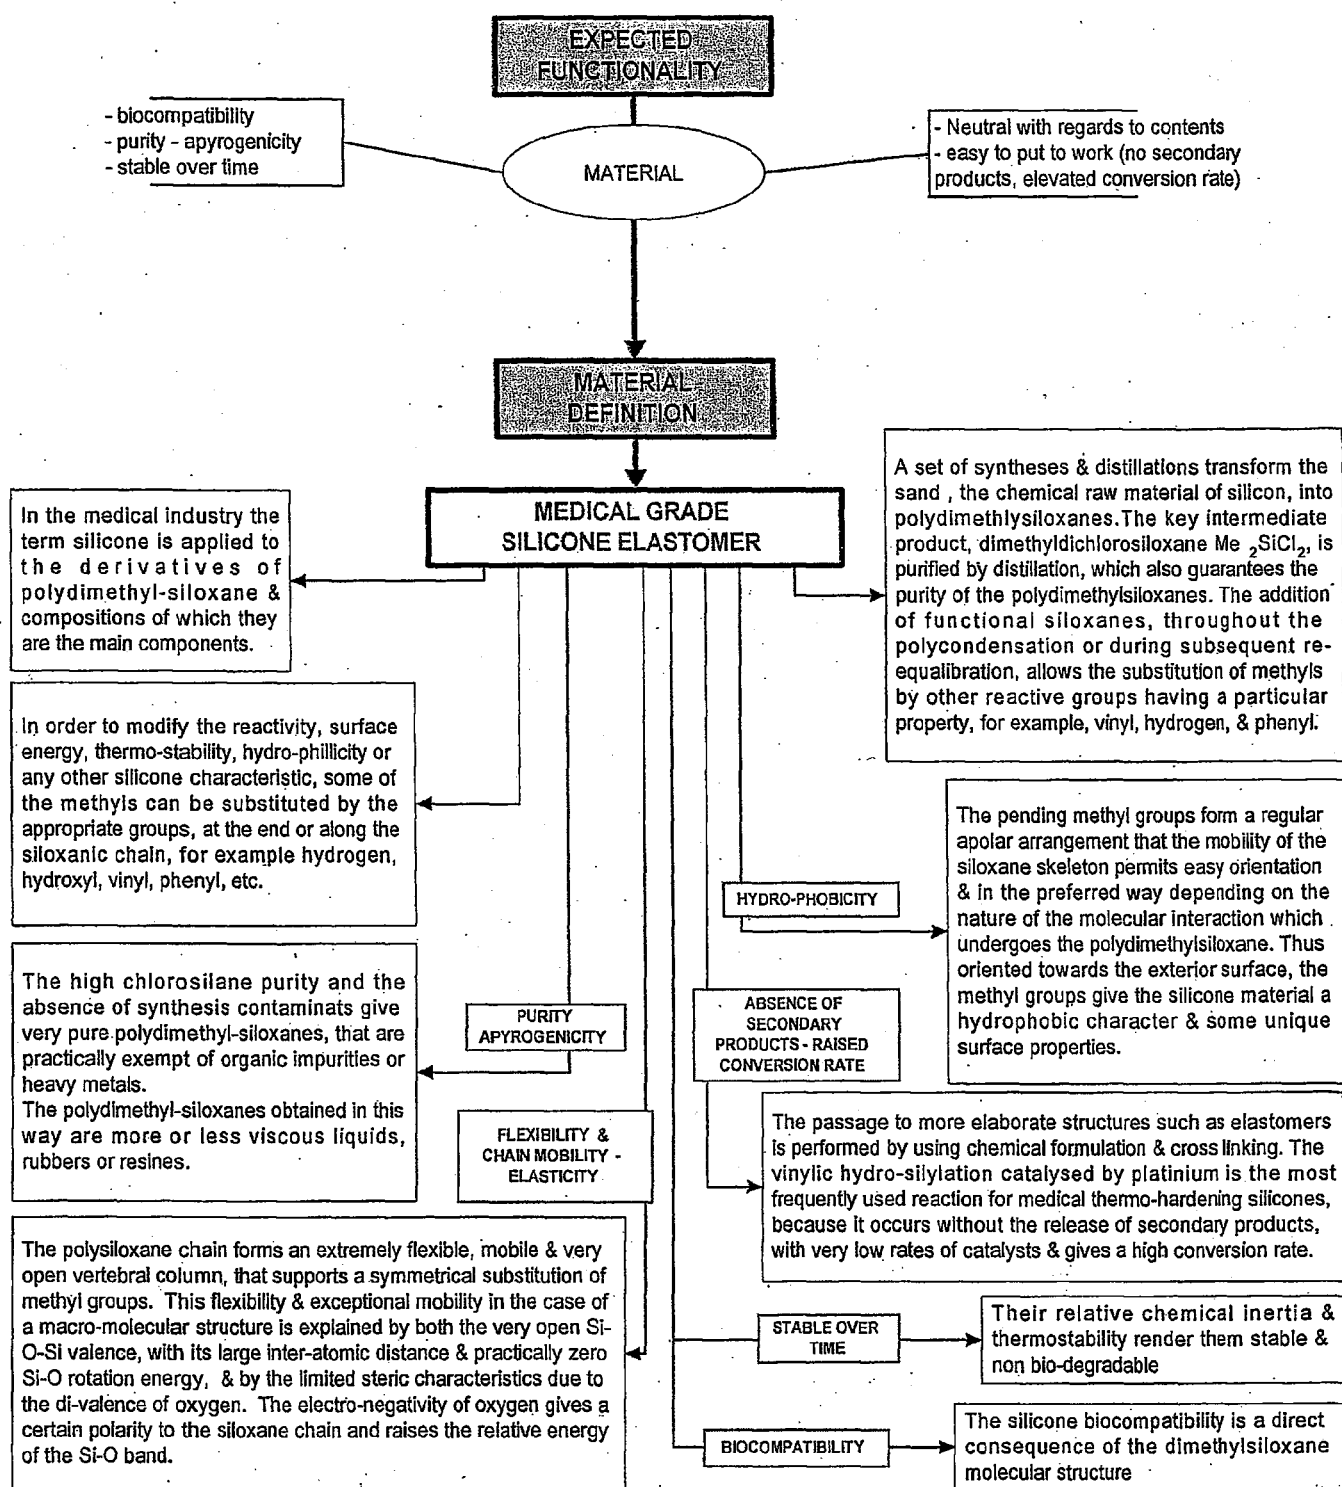 EXPECTED
FUNCTIONALITY
- biocompatibility
- purity - apyrogenicity
- stable over time
MATERIAL
- Neutral with regards to contents
- easy to put to work (no secondary
products, elevated conversion rate)
MATERIAL
DEFINITION
MEDICAL GRADE
SILICONE ELASTOMER
In the medical industry the
term silicone is applied to
the derivatives of
polydimethyl-siloxane &
compositions of which they
are the main components.
A set of syntheses & distillations transform the
sand , the chemical raw material of silicon, into
polydimethlysiloxanes.The key intermediate
product, dimethyldichlorosiloxane Me ₂SiCl₂, is
purified by distillation, which also guarantees the
purity of the polydimethylsiloxanes. The addition
of functional siloxanes, throughout the
polycondensation or during subsequent re-
equalibration, allows the substitution of methyls
by other reactive groups having a particular
property, for example, vinyl, hydrogen, & phenyl.
In order to modify the reactivity, surface
energy, thermo-stability, hydro-phillicity or
any other silicone characteristic, some of
the methyls can be substituted by the
appropriate groups, at the end or along the
siloxanic chain, for example hydrogen,
hydroxyl, vinyl, phenyl, etc.
HYDRO-PHOBICITY
The pending methyl groups form a regular
apolar arrangement that the mobility of the
siloxane skeleton permits easy orientation
& in the preferred way depending on the
nature of the molecular interaction which
undergoes the polydimethylsiloxane. Thus
oriented towards the exterior surface, the
methyl groups give the silicone material a
hydrophobic character & some unique
surface properties.
The high chlorosilane purity and the
absence of synthesis contaminats give
very pure polydimethyl-siloxanes, that are
practically exempt of organic impurities or
heavy metals.
The polydimethyl-siloxanes obtained in this
way are more or less viscous liquids,
rubbers or resines.
PURITY
APYROGENICITY
ABSENCE OF
SECONDARY
PRODUCTS - RAISED
CONVERSION RATE
FLEXIBILITY &
CHAIN MOBILITY -
ELASTICITY
The passage to more elaborate structures such as elastomers
is performed by using chemical formulation & cross linking. The
vinylic hydro-silylation catalysed by platinium is the most
frequently used reaction for medical thermo-hardening silicones,
because it occurs without the release of secondary products,
with very low rates of catalysts & gives a high conversion rate.
The polysiloxane chain forms an extremely flexible, mobile & very
open vertebral column, that supports a symmetrical substitution of
methyl groups. This flexibility & exceptional mobility in the case of
a macro-molecular structure is explained by both the very open Si-
O-Si valence, with its large inter-atomic distance & practically zero
Si-O rotation energy, & by the limited steric characteristics due to
the di-valence of oxygen. The electro-negativity of oxygen gives a
certain polarity to the siloxane chain and raises the relative energy
of the Si-O band.
STABLE OVER
TIME
Their relative chemical inertia &
thermostability render them stable &
non bio-degradable
BIOCOMPATIBILITY
The silicone biocompatibility is a direct
consequence of the dimethylsiloxane
molecular structure